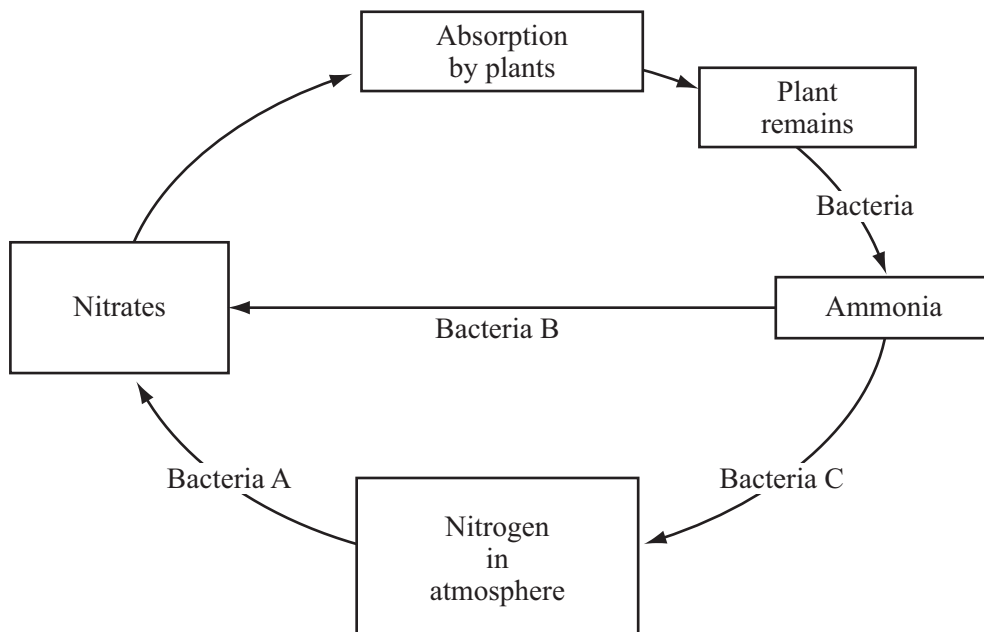 Absorption
by plants
Plant
remains
Bacteria
Nitrates
Ammonia
Bacteria B
Bacteria A
Bacteria C
Nitrogen
in
atmosphere